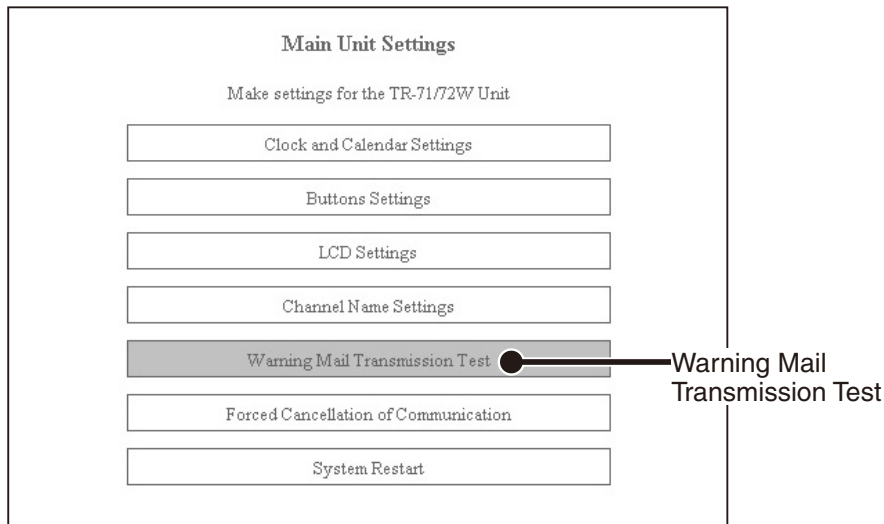 Main Unit Settings
Make settings for the TR-71/72W Unit
Clock and Calendar Settings
Buttons Settings
LCD Settings
Channel Name Settings
Warning Mail Transmission Test
Warning Mail
Transmission Test
Forced Cancellation of Communication
System Restart